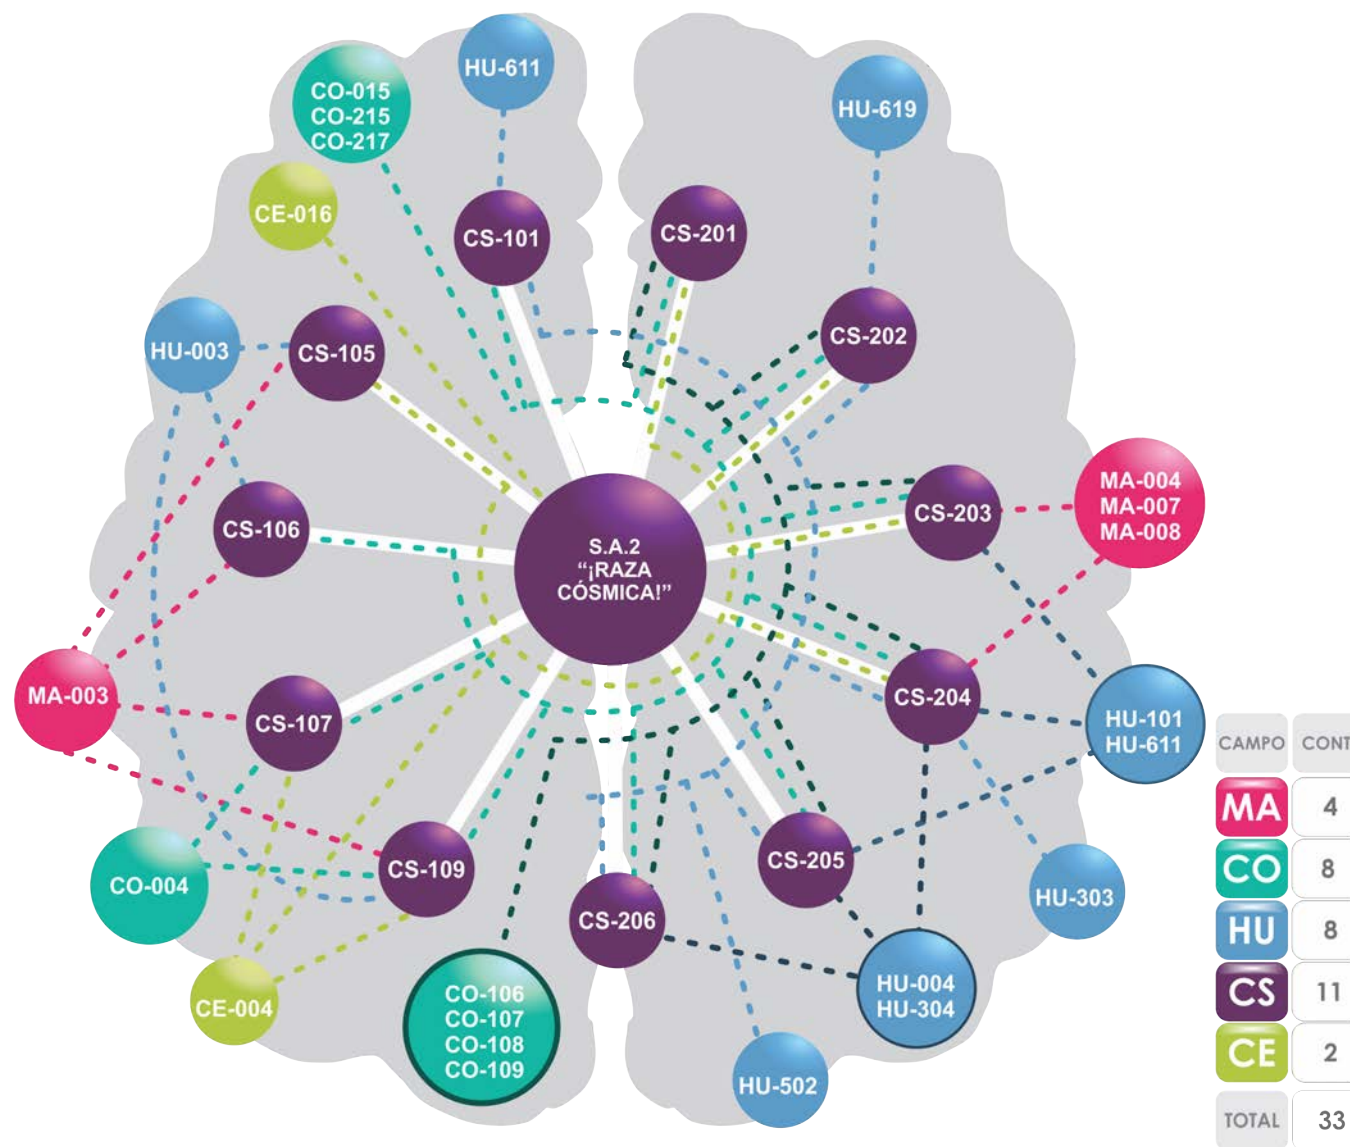 HU-611
CO-015
CO-215
CO-217
HU-619
CE-016
CS-101
CS-201
HU-003
CS-105
CS-202
MA-004
MA-007
MA-008
CS-106
CS-203
S.A.2
“¡RAZA
CÓSMICA!”
MA-003
CS-107
CS-204
HU-101
HU-611
CO-004
CS-109
CS-206
CS-205
HU-303
CE-004
CO-106
CO-107
CO-108
CO-109
HU-004
HU-304
HU-502
CAMPO CONT
MA 4
CO 8
HU 8
CS 11
CE 2
TOTAL 33